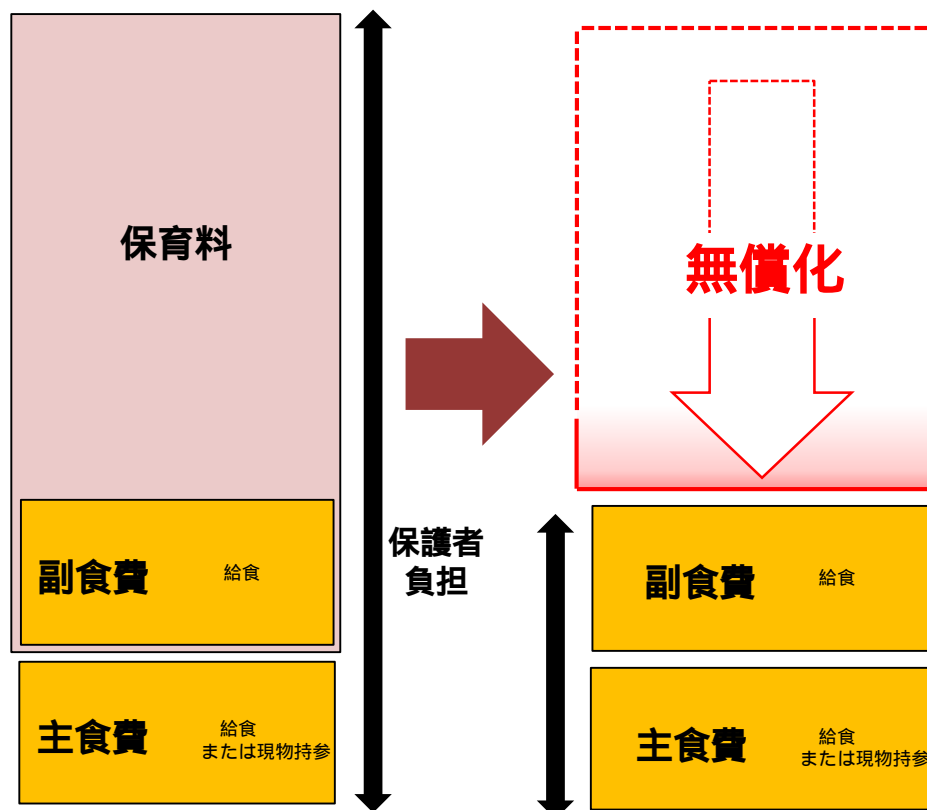 保育料
副食費 給食
主食費 給食
または現物持参
保護者
負担
無償化
副食費 給食
主食費 給食
または現物持参